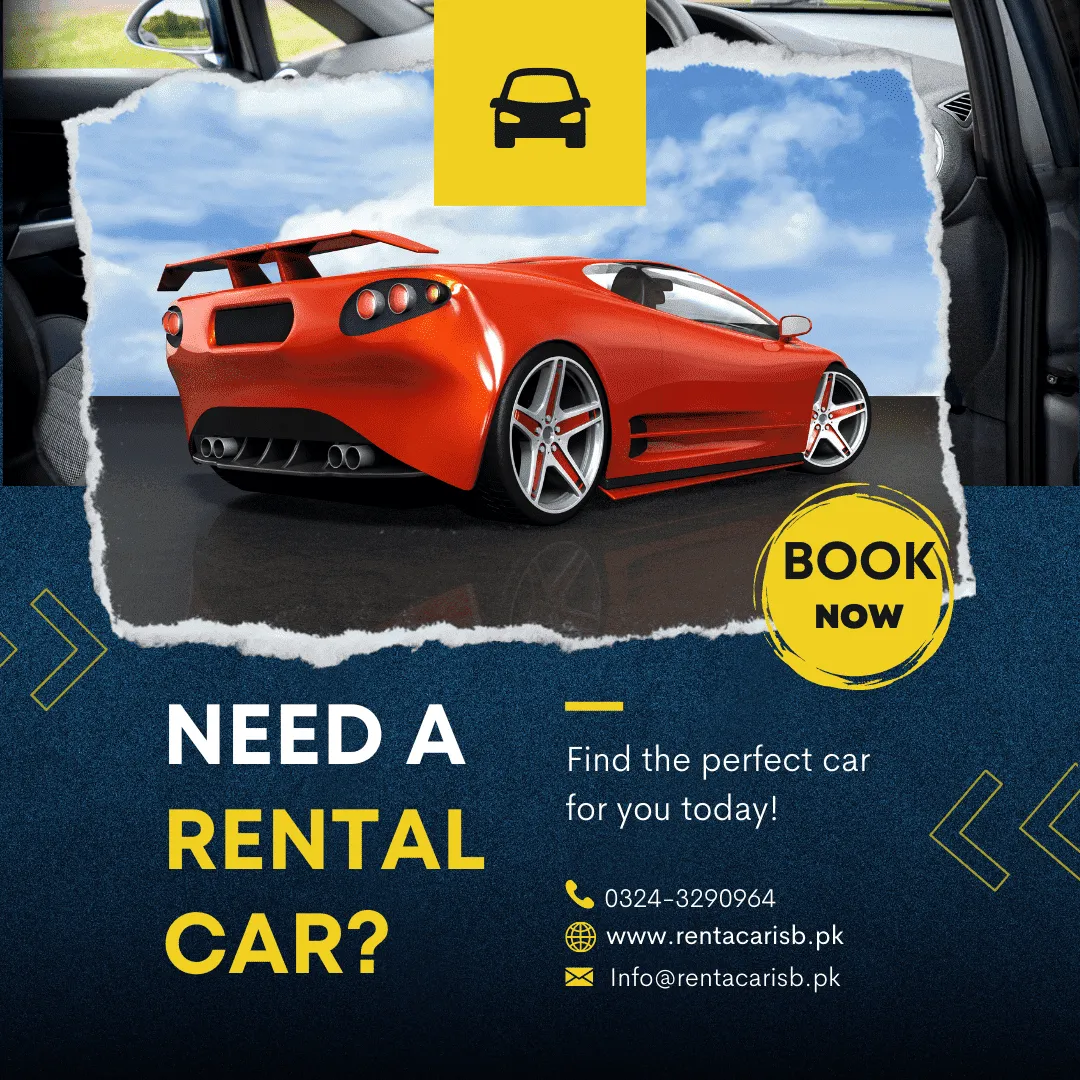 BOOK
NOW
NEED A
RENTAL
CAR?
Find the perfect car
for you today!
0324-3290964
www.rentacarisb.pk
Info@rentacarisb.pk